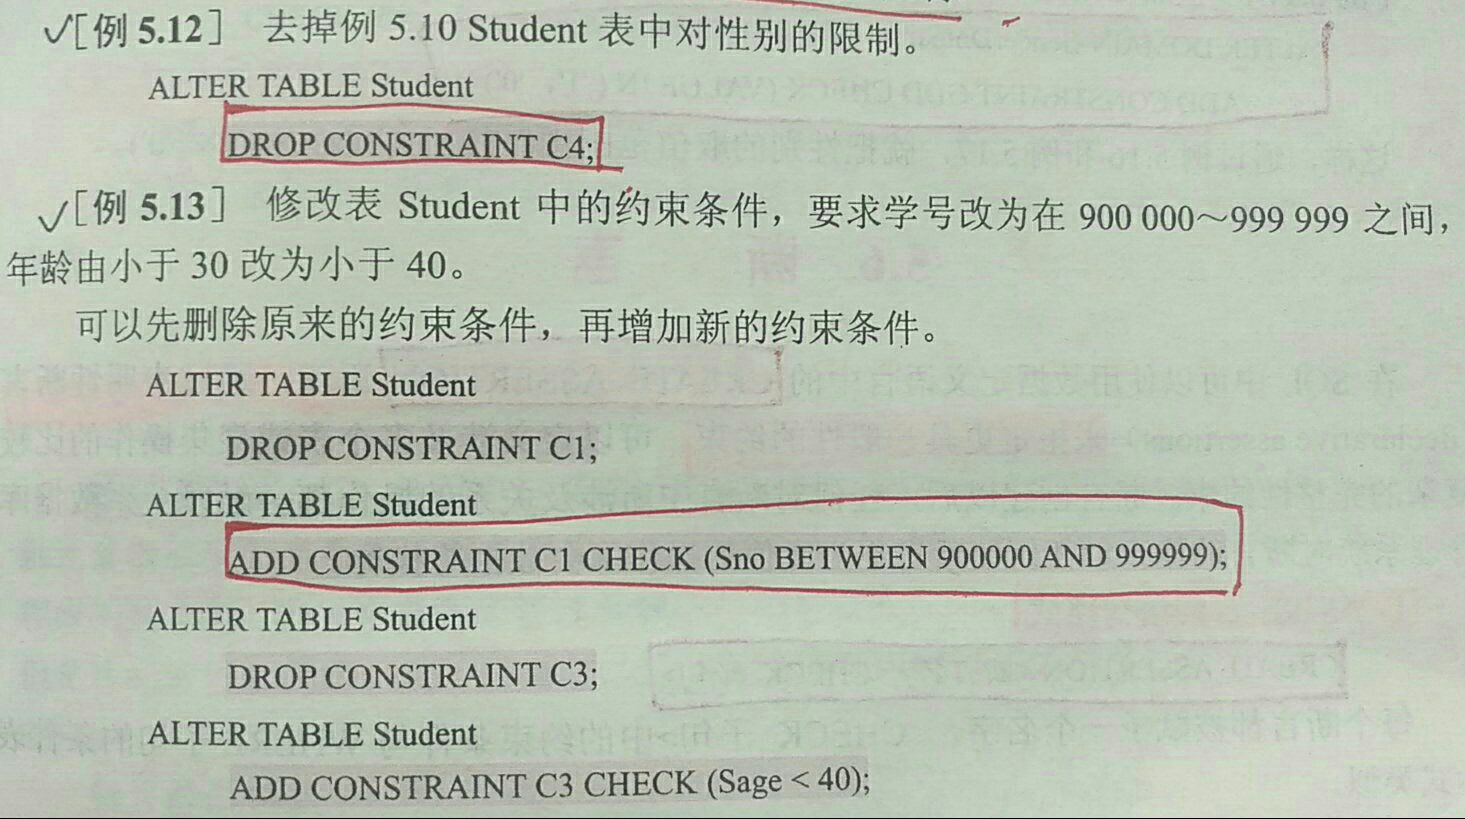 ✓[例 5.12] 去掉例 5.10 Student 表中对性别的限制。
ALTER TABLE Student
DROP CONSTRAINT C4;
✓[例 5.13] 修改表 Student 中的约束条件，要求学号改为在 900 000～999 999 之间，
年龄由小于 30 改为小于 40。
可以先删除原来的约束条件，再增加新的约束条件。
ALTER TABLE Student
DROP CONSTRAINT C1;
ALTER TABLE Student
ADD CONSTRAINT C1 CHECK (Sno BETWEEN 900000 AND 999999);
ALTER TABLE Student
DROP CONSTRAINT C3;
ALTER TABLE Student
ADD CONSTRAINT C3 CHECK (Sage < 40);